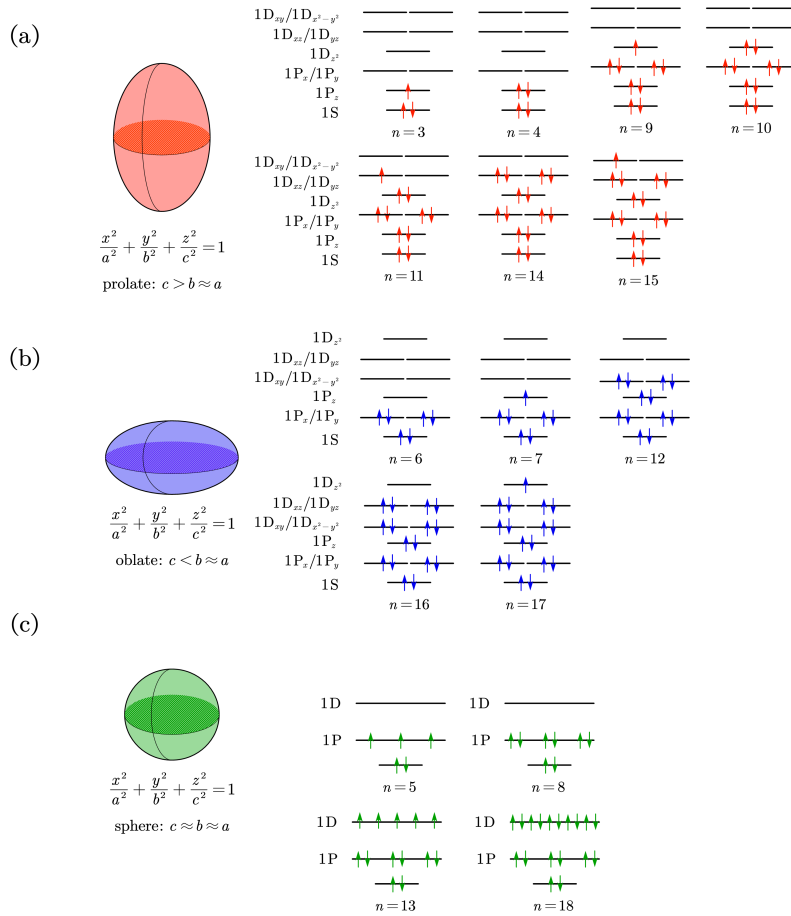 (a)
1D_{xy}/1D_{x²−y²}
1D_{xz}/1D_{yz}
1D_{z²}
1P_x/1P_y
1P_z
1S
n=3 n=4 n=9 n=10
1D_{xy}/1D_{x²−y²}
1D_{xz}/1D_{yz}
1D_{z²}
1P_x/1P_y
1P_z
1S
n=11 n=14 n=15
x²/a² + y²/b² + z²/c² = 1
prolate: c > b ≈ a
(b)
1D_{z²}
1D_{xz}/1D_{yz}
1D_{xy}/1D_{x²−y²}
1P_z
1P_x/1P_y
1S
n=6 n=7 n=12
1D_{z²}
1D_{xz}/1D_{yz}
1D_{xy}/1D_{x²−y²}
1P_z
1P_x/1P_y
1S
n=16 n=17
x²/a² + y²/b² + z²/c² = 1
oblate: c < b ≈ a
(c)
1D 1D
1P 1P
n=5 n=8
1D 1D
1P 1P
n=13 n=18
x²/a² + y²/b² + z²/c² = 1
sphere: c ≈ b ≈ a